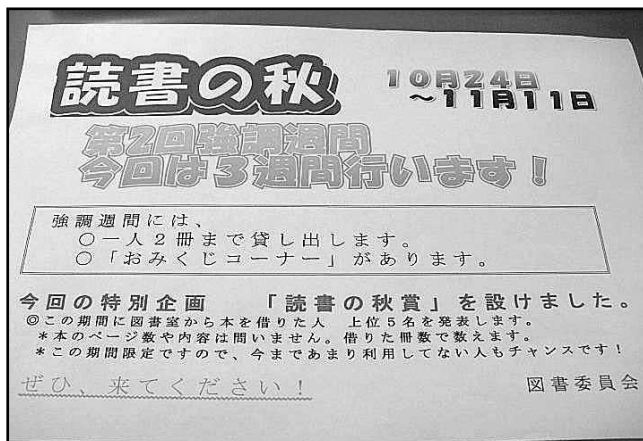 読書の秋
10月24日
～11月11日
第2回強調週間
今回は3週間行います！
強調週間には、
○一人2冊まで貸し出します。
○「おみくじコーナー」があります。
今回の特別企画　「読書の秋賞」を設けました。
◎この期間に図書室から本を借りた人　上位5名を発表します。
＊本のページ数や内容は問いません。借りた冊数で数えます。
＊この期間限定ですので、今まであまり利用してない人もチャンスです！
ぜひ、来てください！
図書委員会